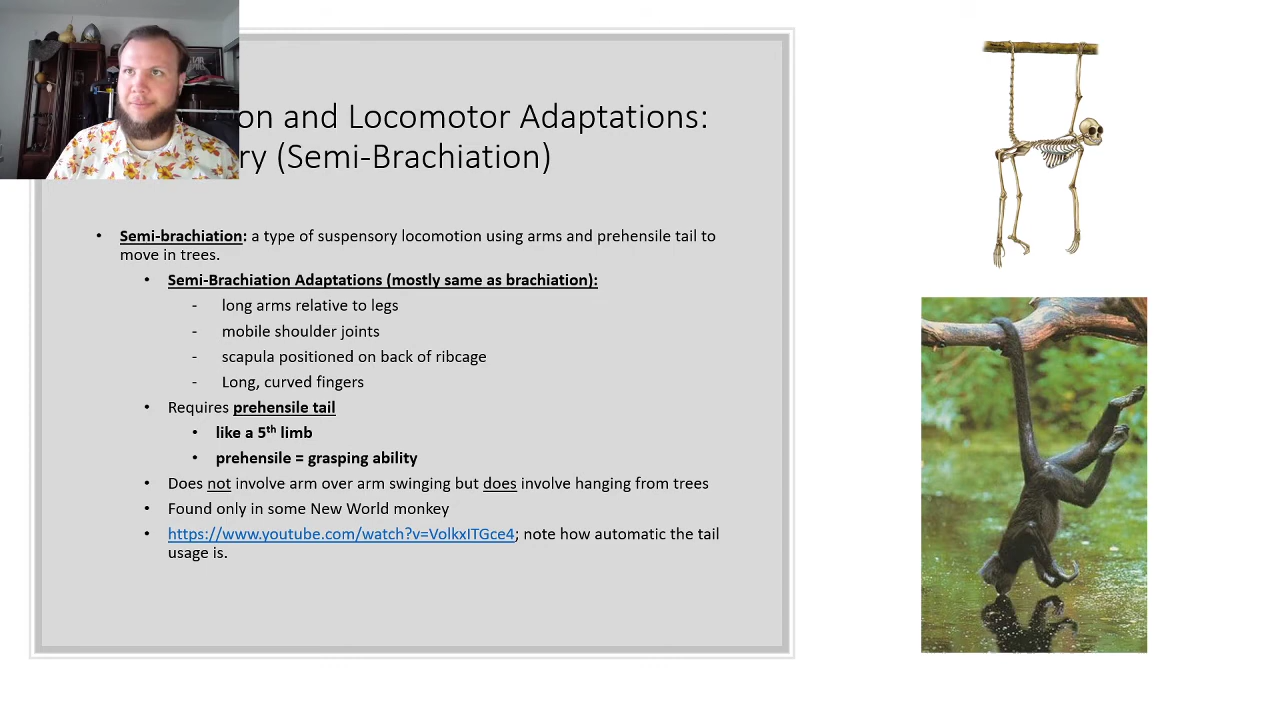 on and Locomotor Adaptations:
ry (Semi-Brachiation)
• Semi-brachiation: a type of suspensory locomotion using arms and prehensile tail to
move in trees.
• Semi-Brachiation Adaptations (mostly same as brachiation):
- long arms relative to legs
- mobile shoulder joints
- scapula positioned on back of ribcage
- Long, curved fingers
• Requires prehensile tail
• like a 5th limb
• prehensile = grasping ability
• Does not involve arm over arm swinging but does involve hanging from trees
• Found only in some New World monkey
• https://www.youtube.com/watch?v=VolkxITGce4; note how automatic the tail
usage is.